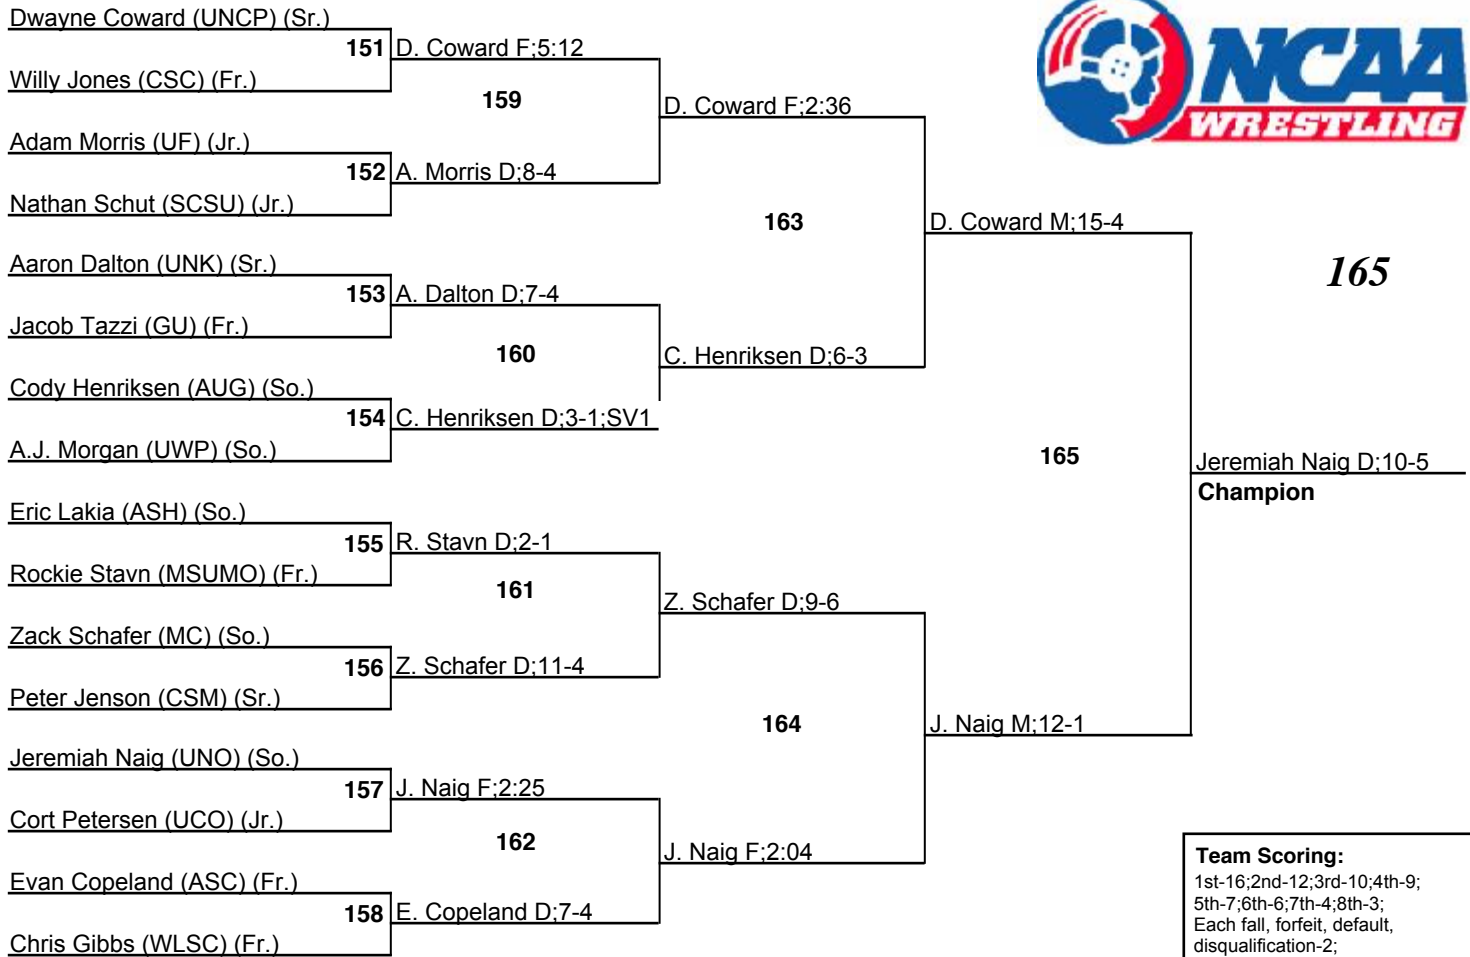 Dwayne Coward (UNCP) (Sr.)
151 D. Coward F;5:12
Willy Jones (CSC) (Fr.)
159
D. Coward F;2:36
Adam Morris (UF) (Jr.)
152 A. Morris D;8-4
Nathan Schut (SCSU) (Jr.)
163
D. Coward M;15-4
Aaron Dalton (UNK) (Sr.)
153 A. Dalton D;7-4
Jacob Tazzi (GU) (Fr.)
160
C. Henriksen D;6-3
Cody Henriksen (AUG) (So.)
154 C. Henriksen D;3-1;SV1
A.J. Morgan (UWP) (So.)
165
Jeremiah Naig D;10-5
Champion
Eric Lakia (ASH) (So.)
155 R. Stavn D;2-1
Rockie Stavn (MSUMO) (Fr.)
161
Z. Schafer D;9-6
Zack Schafer (MC) (So.)
156 Z. Schafer D;11-4
Peter Jenson (CSM) (Sr.)
164
J. Naig M;12-1
Jeremiah Naig (UNO) (So.)
157 J. Naig F;2:25
Cort Petersen (UCO) (Jr.)
162
J. Naig F;2:04
Evan Copeland (ASC) (Fr.)
158 E. Copeland D;7-4
Chris Gibbs (WLSC) (Fr.)
NCAA
WRESTLING
165
Team Scoring:
1st-16;2nd-12;3rd-10;4th-9;
5th-7;6th-6;7th-4;8th-3;
Each fall, forfeit, default,
disqualification-2;